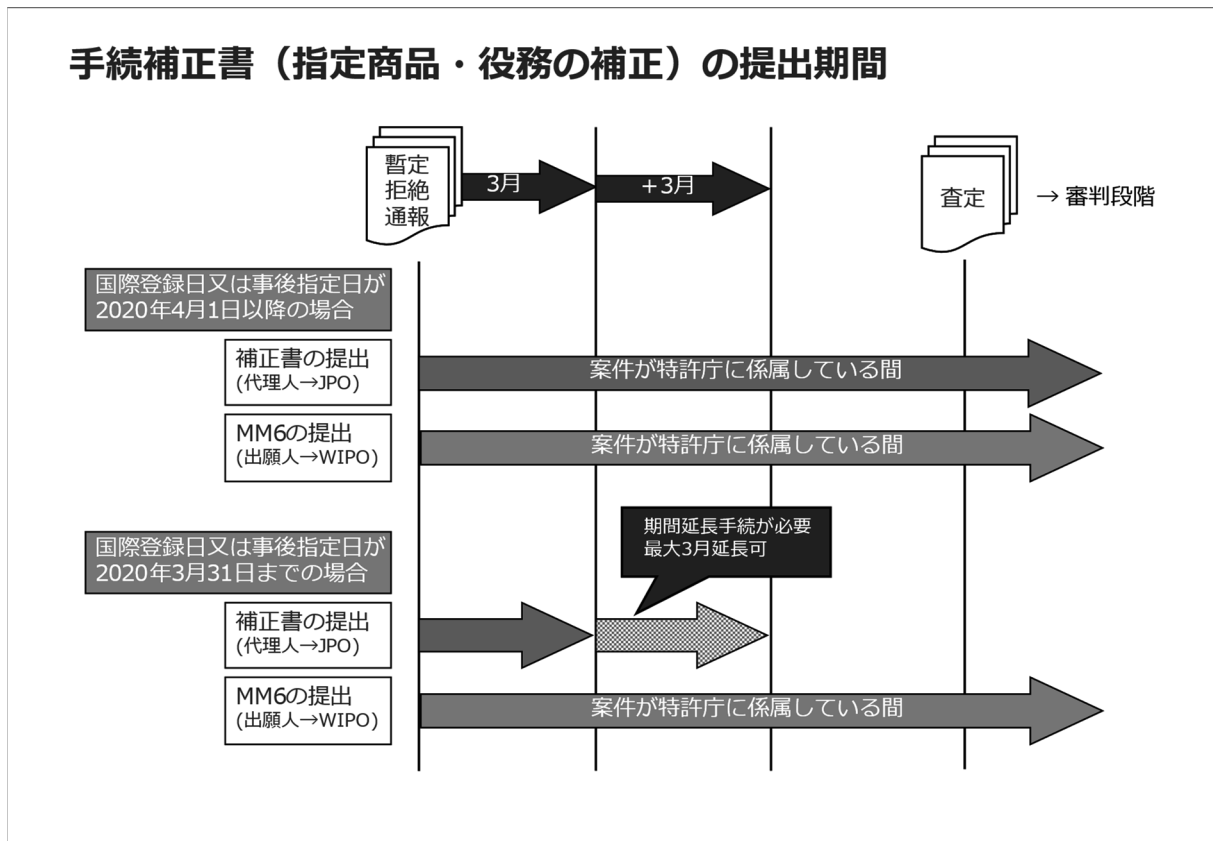 手続補正書（指定商品・役務の補正）の提出期間
暫定
拒絶
通報
3月
＋3月
査定
→ 審判段階
国際登録日又は事後指定日が
2020年4月1日以降の場合
補正書の提出
(代理人→JPO)
案件が特許庁に係属している間
MM6の提出
(出願人→WIPO)
案件が特許庁に係属している間
期間延長手続が必要
最大3月延長可
国際登録日又は事後指定日が
2020年3月31日までの場合
補正書の提出
(代理人→JPO)
MM6の提出
(出願人→WIPO)
案件が特許庁に係属している間